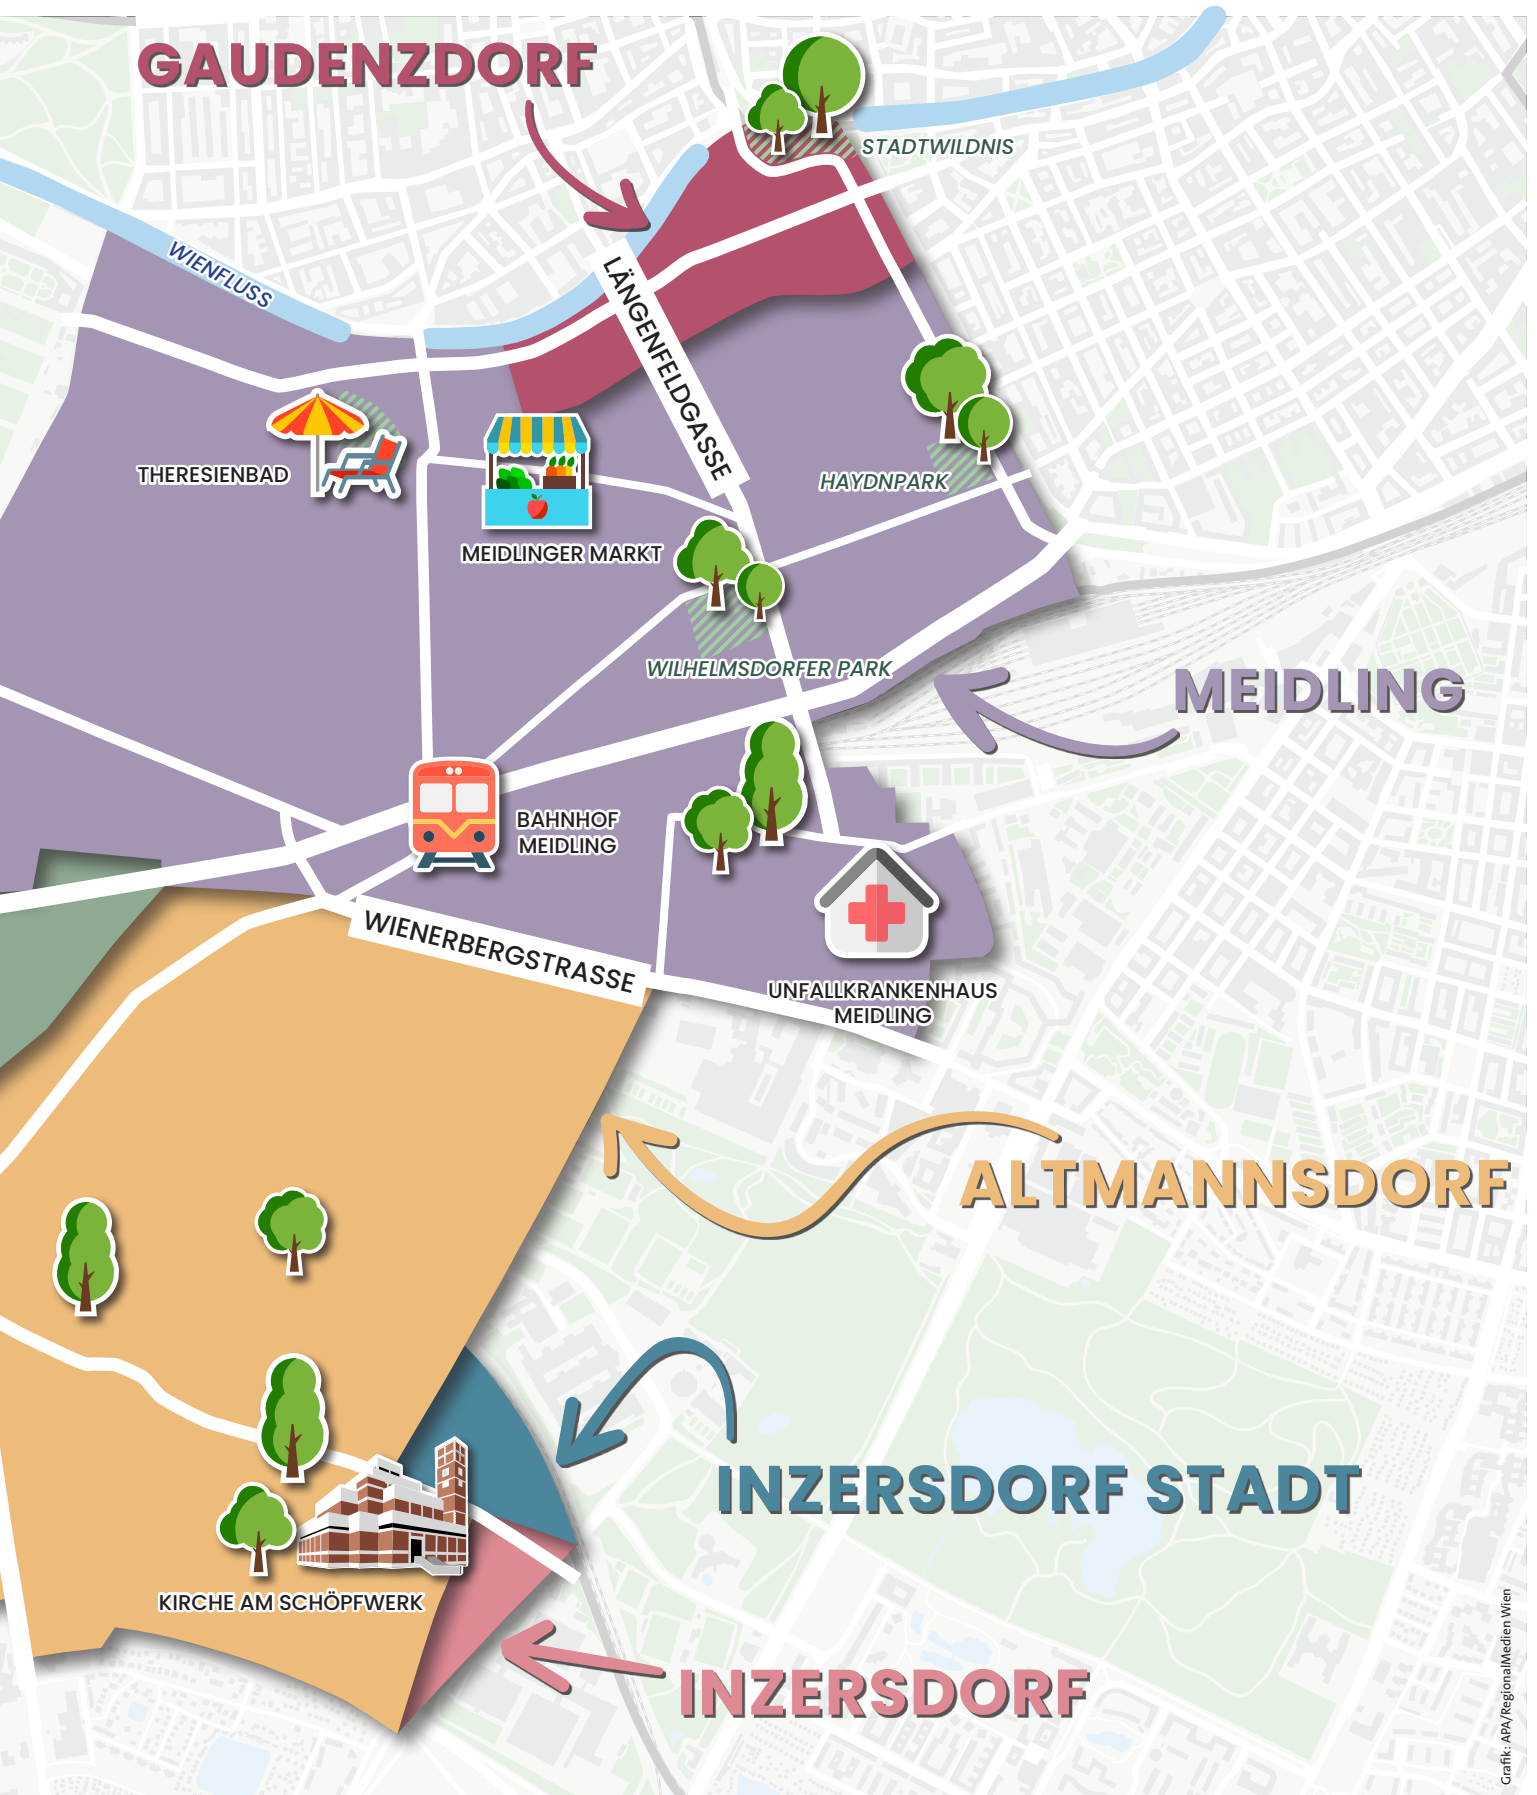 GAUDENZDORF
STADTWILDNIS
WIENFLUSS
LÄNGENFELDGASSE
THERESIENBAD
HAYDNPARK
MEIDLINGER MARKT
WILHELMSDORFER PARK
MEIDLING
BAHNHOF
MEIDLING
WIENERBERGSTRASSE
UNFALLKRANKENHAUS
MEIDLING
ALTMANNSDORF
INZERSDORF STADT
KIRCHE AM SCHÖPFWERK
INZERSDORF
Grafik: APA/RegionalMedien Wien